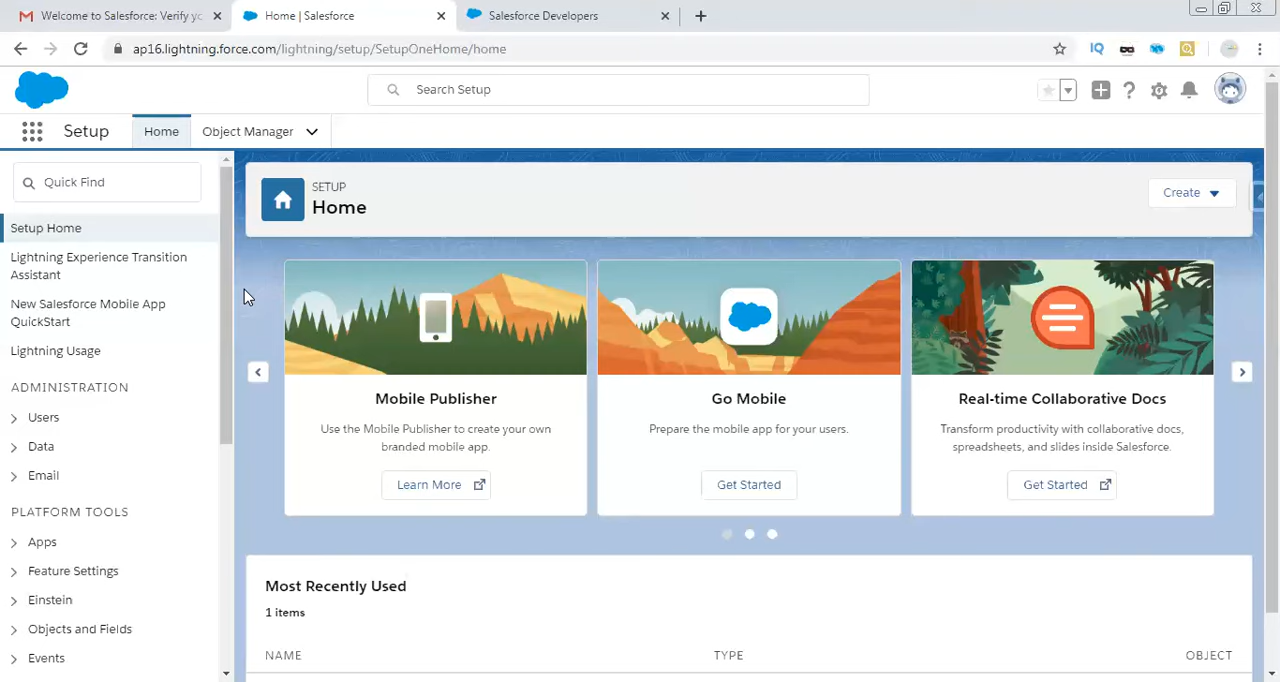 Welcome to Salesforce: Verify yo
Home | Salesforce
Salesforce Developers
ap16.lightning.force.com/lightning/setup/SetupOneHome/home
IQ
Search Setup
Setup
Home
Object Manager
Quick Find
SETUP
Home
Create
Setup Home
Lightning Experience Transition
Assistant
New Salesforce Mobile App
QuickStart
Lightning Usage
ADMINISTRATION
Users
Data
Email
PLATFORM TOOLS
Apps
Feature Settings
Einstein
Objects and Fields
Events
Mobile Publisher
Use the Mobile Publisher to create your own
branded mobile app.
Learn More
Go Mobile
Prepare the mobile app for your users.
Get Started
Real-time Collaborative Docs
Transform productivity with collaborative docs,
spreadsheets, and slides inside Salesforce.
Get Started
Most Recently Used
1 items
NAME
TYPE
OBJECT